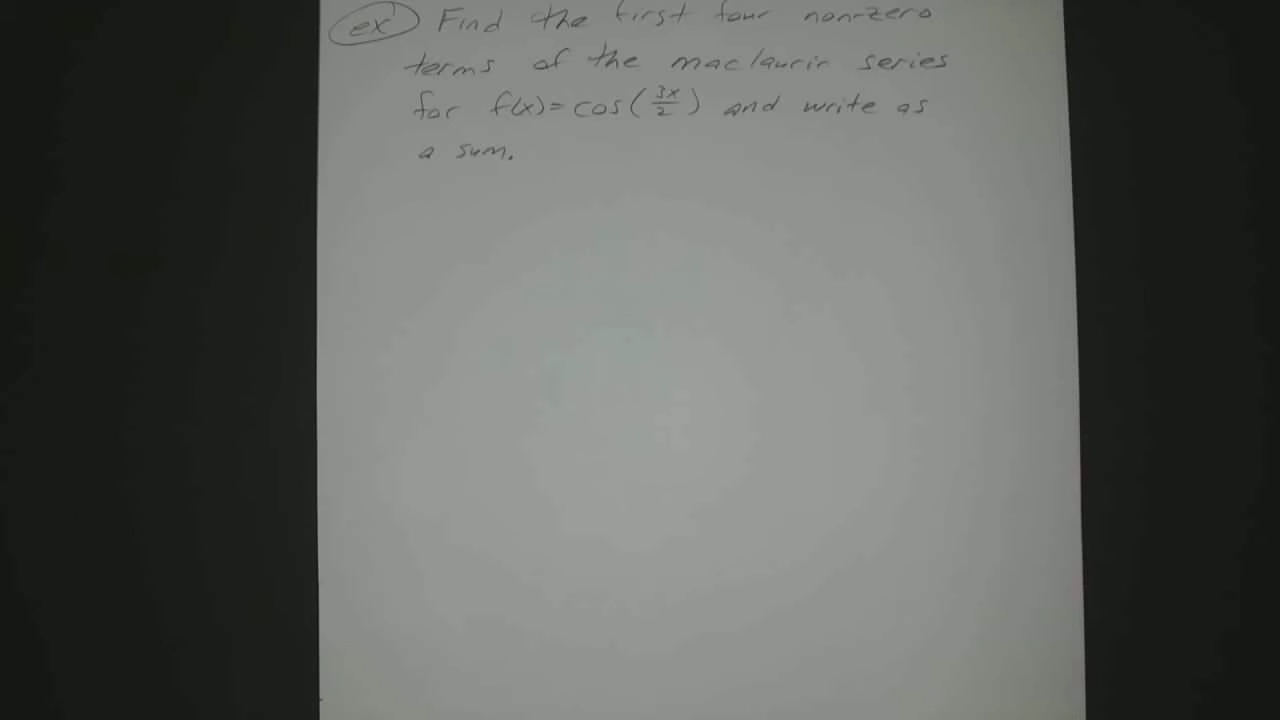 ex Find the first four non-zero
terms of the maclaurin series
for f(x) = cos(3x/2) and write as
a sum.